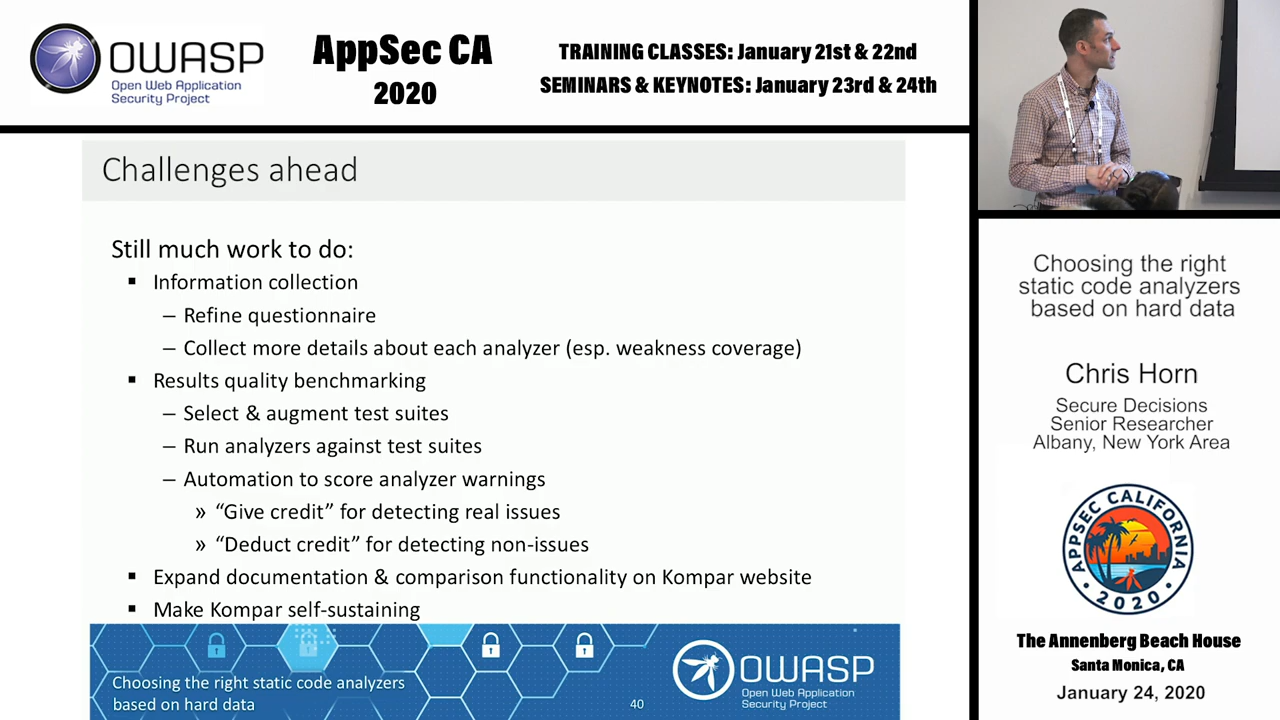 OWASP
Open Web Application
Security Project
AppSec CA
2020
TRAINING CLASSES: January 21st & 22nd
SEMINARS & KEYNOTES: January 23rd & 24th
Challenges ahead
Still much work to do:
▪ Information collection
– Refine questionnaire
– Collect more details about each analyzer (esp. weakness coverage)
▪ Results quality benchmarking
– Select & augment test suites
– Run analyzers against test suites
– Automation to score analyzer warnings
» “Give credit” for detecting real issues
» “Deduct credit” for detecting non-issues
▪ Expand documentation & comparison functionality on Kompar website
▪ Make Kompar self-sustaining
Choosing the right static code analyzers
based on hard data
40
OWASP
Open Web Application
Security Project
Choosing the right
static code analyzers
based on hard data
Chris Horn
Secure Decisions
Senior Researcher
Albany, New York Area
APPSEC CALIFORNIA
2020
The Annenberg Beach House
Santa Monica, CA
January 24, 2020